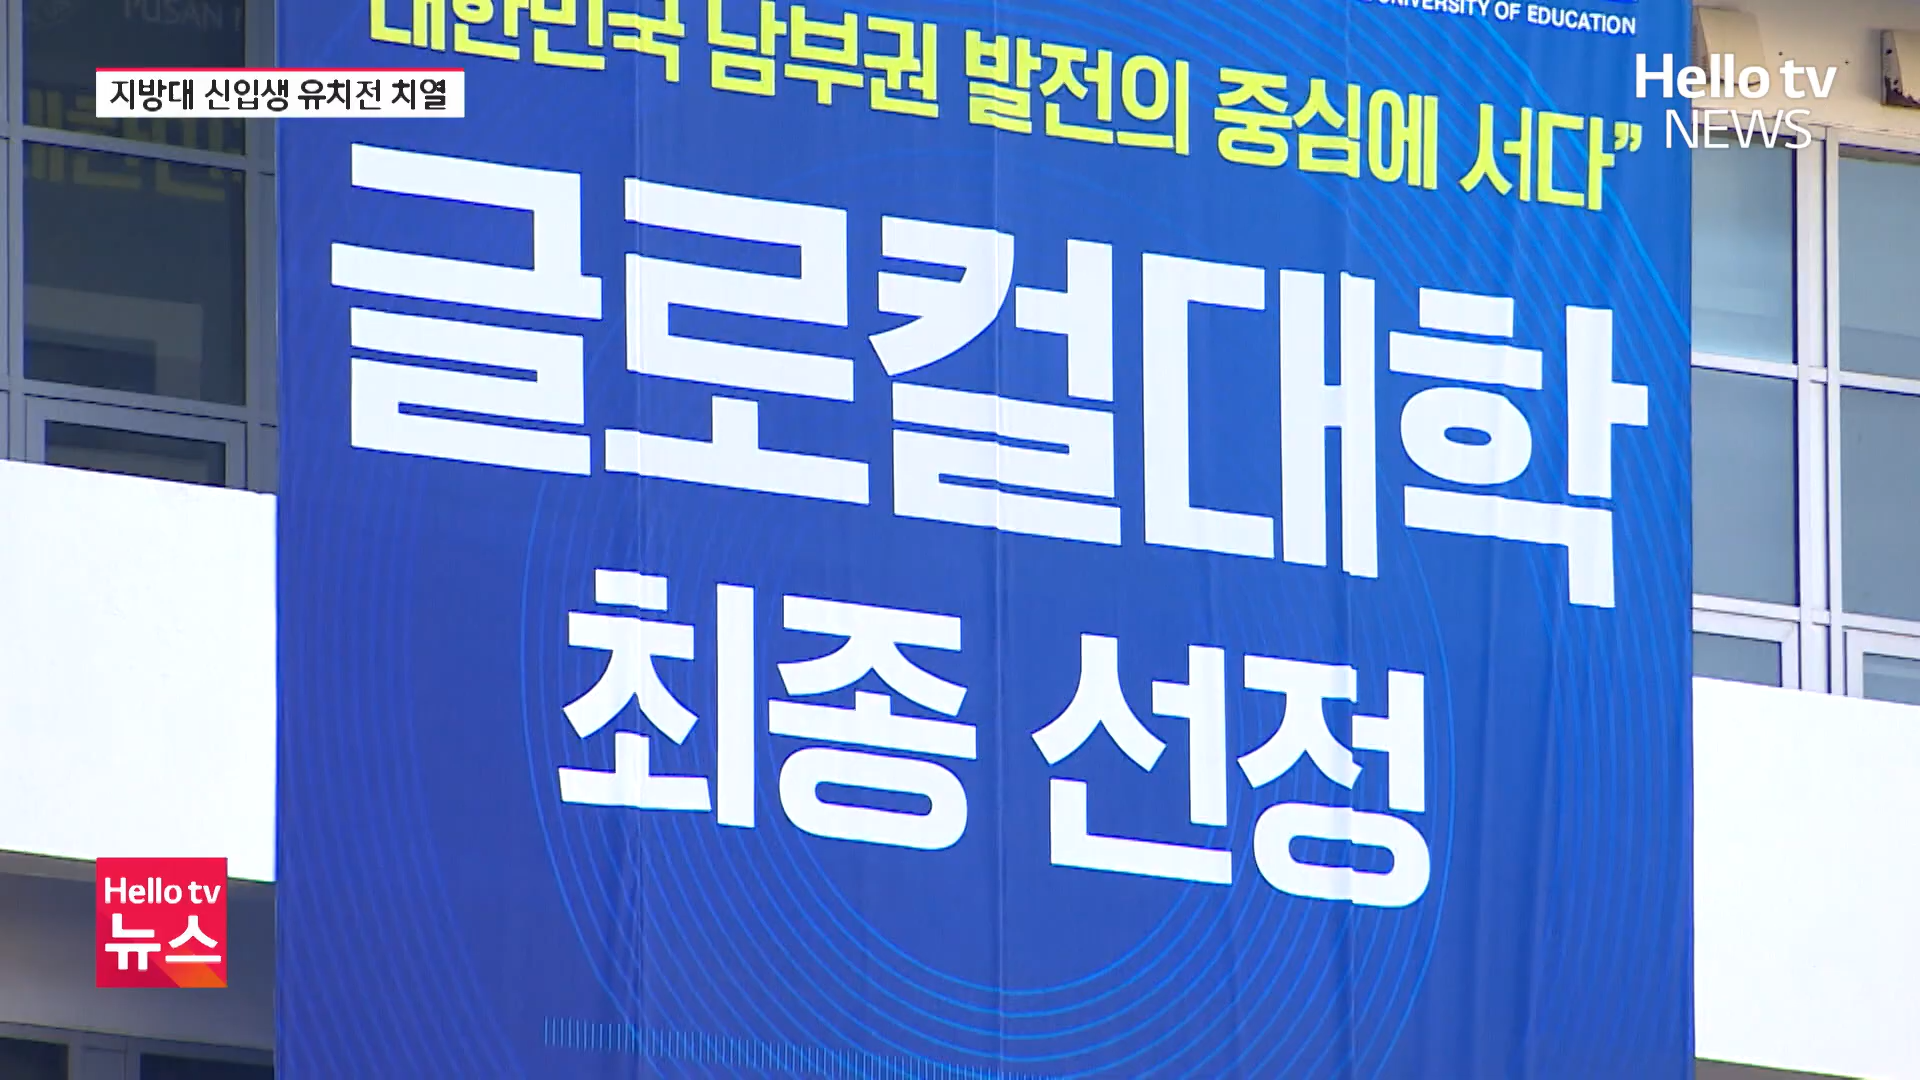 UNIVERSITY OF EDUCATION
대한민국 남부권 발전의 중심에 서다”
지방대 신입생 유치전 치열
Hello tv
NEWS
글로컬대학
최종 선정
Hello tv
뉴스